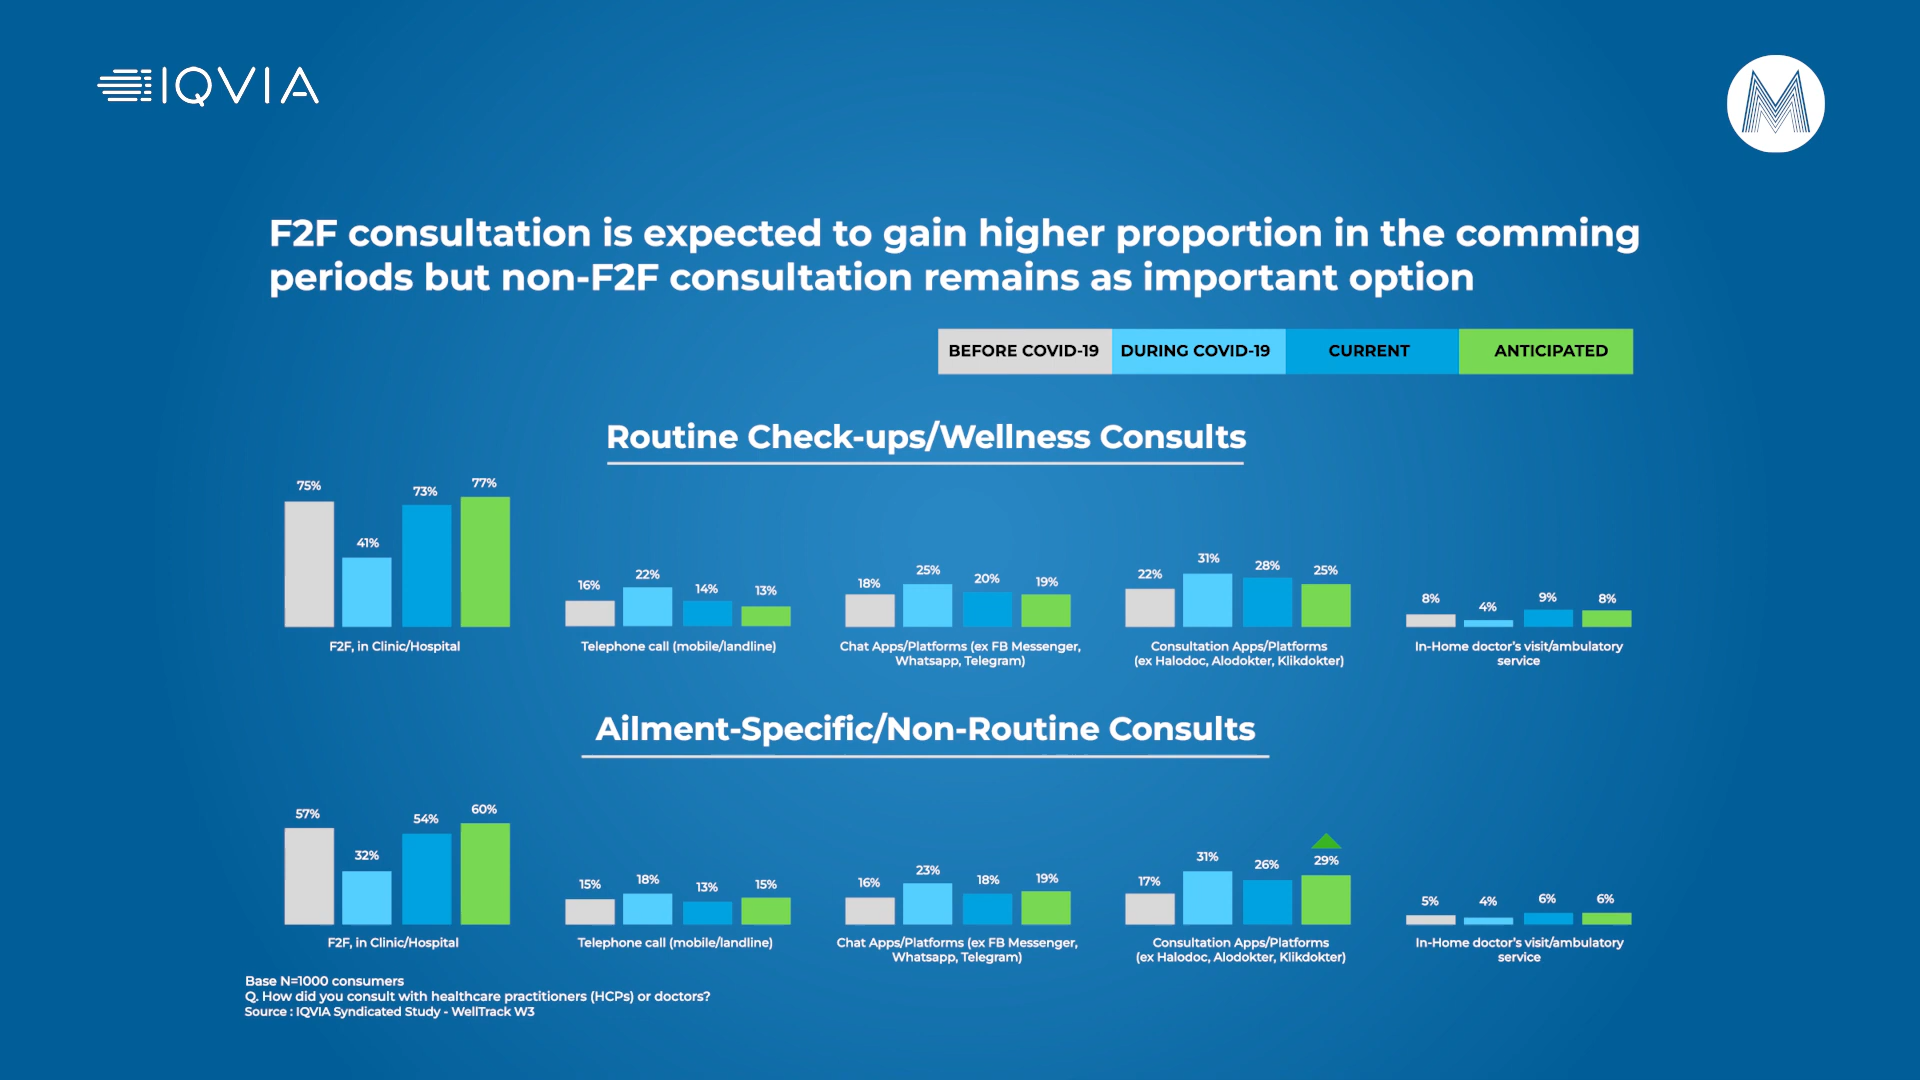 IQVIA
M
F2F consultation is expected to gain higher proportion in the comming
periods but non-F2F consultation remains as important option
BEFORE COVID-19 DURING COVID-19 CURRENT ANTICIPATED
Routine Check-ups/Wellness Consults
75% 41% 73% 77%
16% 22% 14% 13%
18% 25% 20% 19%
22% 31% 28% 25%
8% 4% 9% 8%
F2F, in Clinic/Hospital
Telephone call (mobile/landline)
Chat Apps/Platforms (ex FB Messenger,
Whatsapp, Telegram)
Consultation Apps/Platforms
(ex Halodoc, Alodokter, Klikdokter)
In-Home doctor's visit/ambulatory
service
Ailment-Specific/Non-Routine Consults
57% 32% 54% 60%
15% 18% 13% 15%
16% 23% 18% 19%
17% 31% 26% 29%
5% 4% 6% 6%
F2F, in Clinic/Hospital
Telephone call (mobile/landline)
Chat Apps/Platforms (ex FB Messenger,
Whatsapp, Telegram)
Consultation Apps/Platforms
(ex Halodoc, Alodokter, Klikdokter)
In-Home doctor's visit/ambulatory
service
Base N=1000 consumers
Q. How did you consult with healthcare practitioners (HCPs) or doctors?
Source : IQVIA Syndicated Study - WellTrack W3